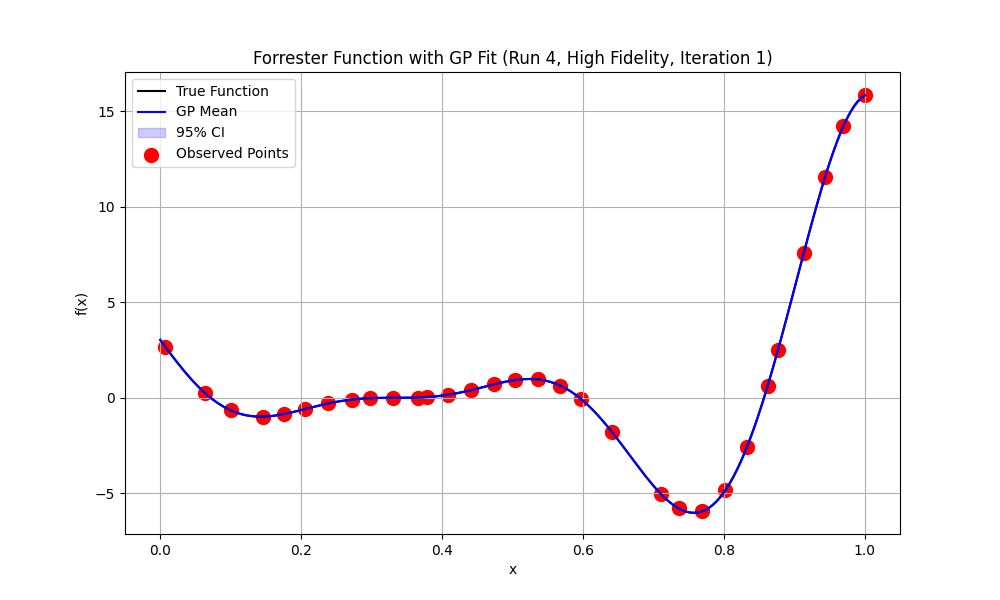 Forrester Function with GP Fit (Run 4, High Fidelity, Iteration 1)
True Function
GP Mean
95% CI
Observed Points
f(x)
15
10
5
0
−5
0.0 0.2 0.4 0.6 0.8 1.0
x